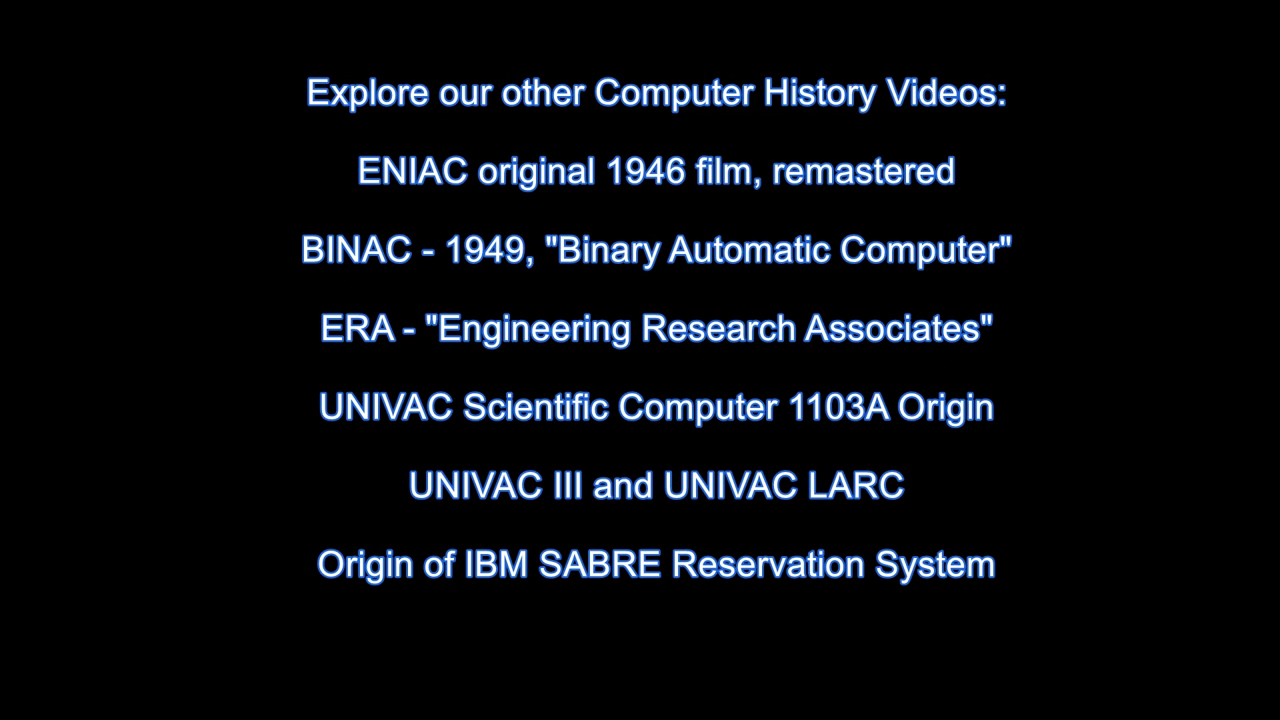 Explore our other Computer History Videos:
ENIAC original 1946 film, remastered
BINAC - 1949, "Binary Automatic Computer"
ERA - "Engineering Research Associates"
UNIVAC Scientific Computer 1103A Origin
UNIVAC III and UNIVAC LARC
Origin of IBM SABRE Reservation System